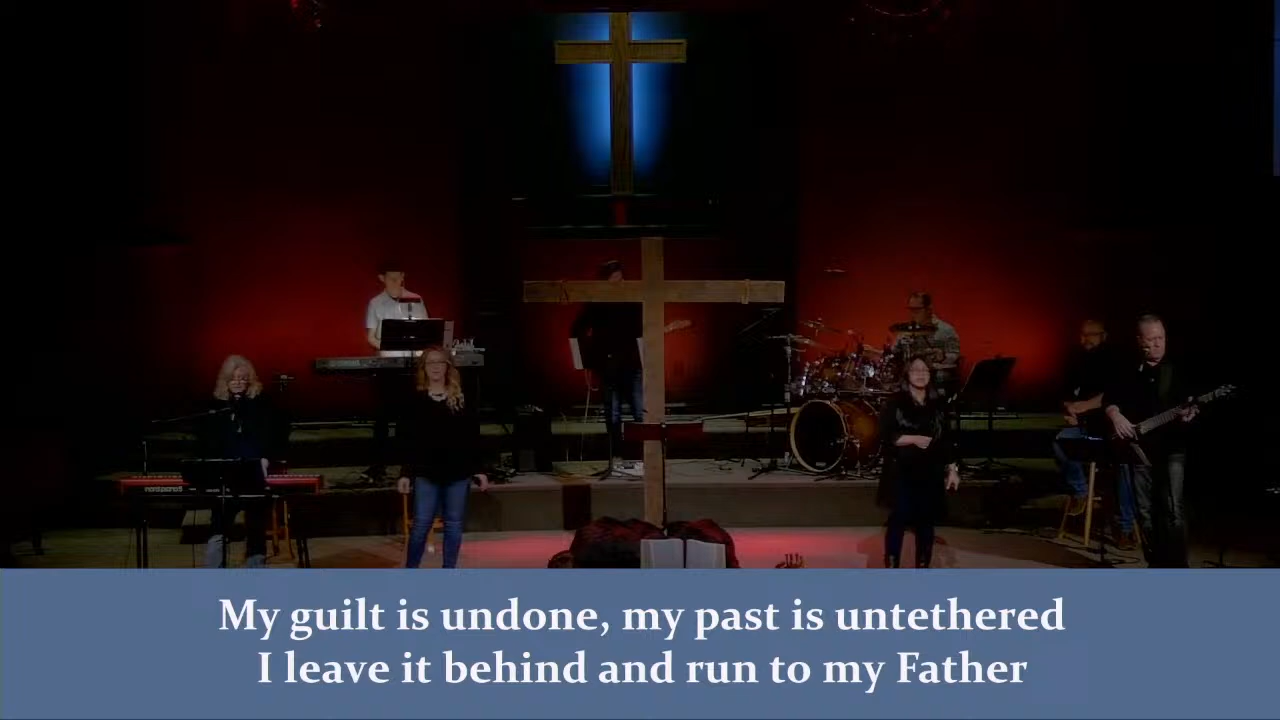 My guilt is undone, my past is untethered
I leave it behind and run to my Father